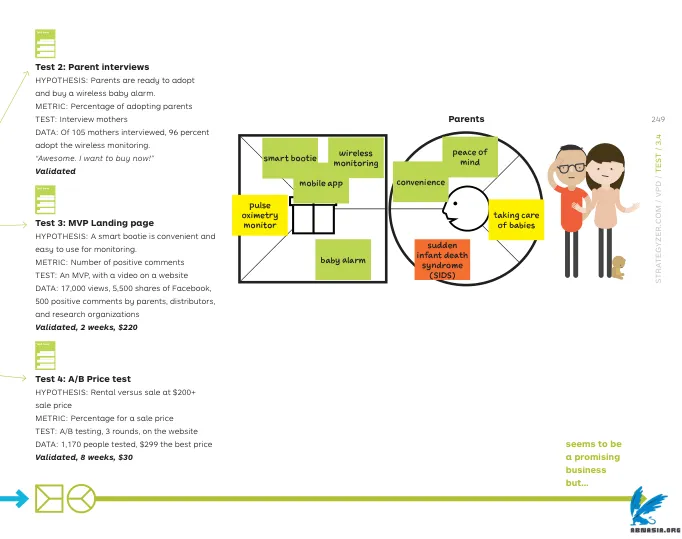 Test 2: Parent interviews
HYPOTHESIS: Parents are ready to adopt
and buy a wireless baby alarm.
METRIC: Percentage of adopting parents
TEST: Interview mothers
DATA: Of 105 mothers interviewed, 96 percent
adopt the wireless monitoring.
"Awesome. I want to buy now!"
Validated
Test 3: MVP Landing page
HYPOTHESIS: A smart bootie is convenient and
easy to use for monitoring.
METRIC: Number of positive comments
TEST: An MVP, with a video on a website
DATA: 17,000 views, 5,500 shares of Facebook,
500 positive comments by parents, distributors,
and research organizations
Validated, 2 weeks, $220
Test 4: A/B Price test
HYPOTHESIS: Rental versus sale at $200+
sale price
METRIC: Percentage for a sale price
TEST: A/B testing, 3 rounds, on the website
DATA: 1,170 people tested, $299 the best price
Validated, 8 weeks, $30
smart bootie
wireless
monitoring
mobile app
pulse
oximetry
monitor
baby alarm
Parents
peace of
mind
convenience
taking care
of babies
sudden
infant death
syndrome
(SIDS)
249
STRATEGYZER.COM / VPD / TEST / 3.4
seems to be
a promising
business
but...
ABMASIA.ORG